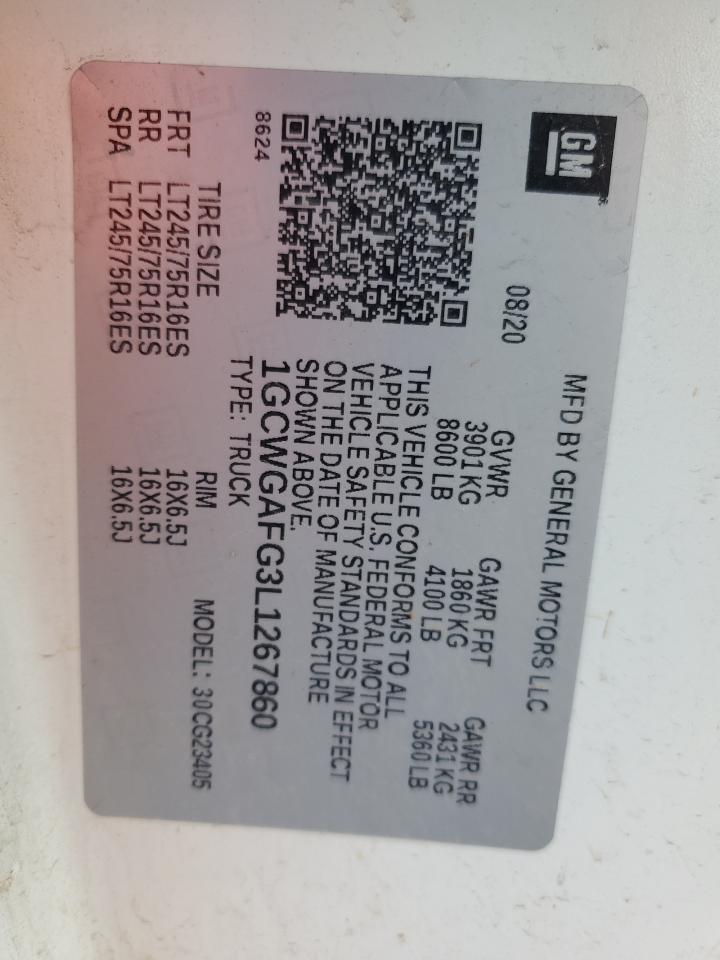 GM
MFD BY GENERAL MOTORS LLC
08/20
GVWR GAWR FRT GAWR RR
3901 KG 1860 KG 2431 KG
8600 LB 4100 LB 5360 LB
THIS VEHICLE CONFORMS TO ALL
APPLICABLE U.S. FEDERAL MOTOR
VEHICLE SAFETY STANDARDS IN EFFECT
ON THE DATE OF MANUFACTURE
SHOWN ABOVE.
8624
1GCWGAFG3L1267860
TYPE: TRUCK
MODEL: 30CG23405
TIRE SIZE RIM
FRT LT245/75R16ES 16X6.5J
RR LT245/75R16ES 16X6.5J
SPA LT245/75R16ES 16X6.5J